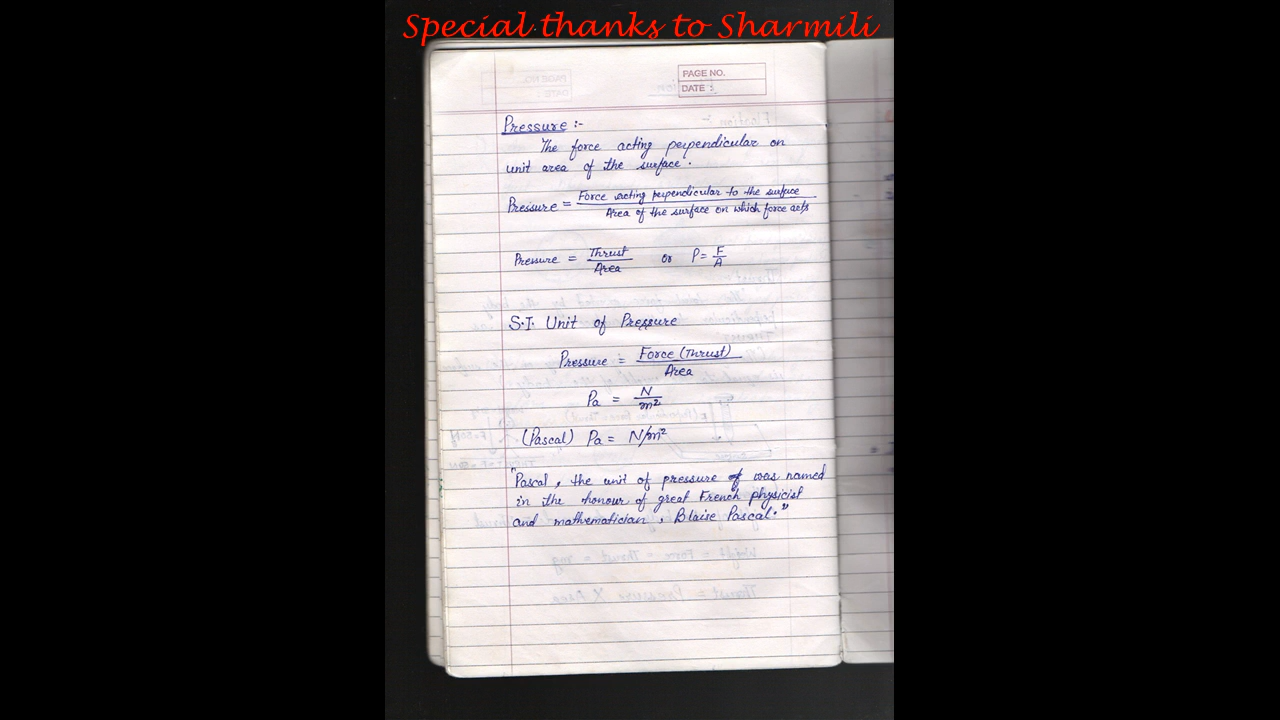 Special thanks to Sharmili
PAGE NO.
DATE :
Pressure :-
The force acting perpendicular on
unit area of the surface.
Pressure = Force acting perpendicular to the surface / Area of the surface on which force acts
Pressure = Thrust / Area or P = F / A
S.I. Unit of Pressure
Pressure = Force (Thrust) / Area
Pa = N / m²
(Pascal) Pa = N/m²
"Pascal, the unit of pressure was named
in the honour of great French physicist
and mathematician, Blaise Pascal."